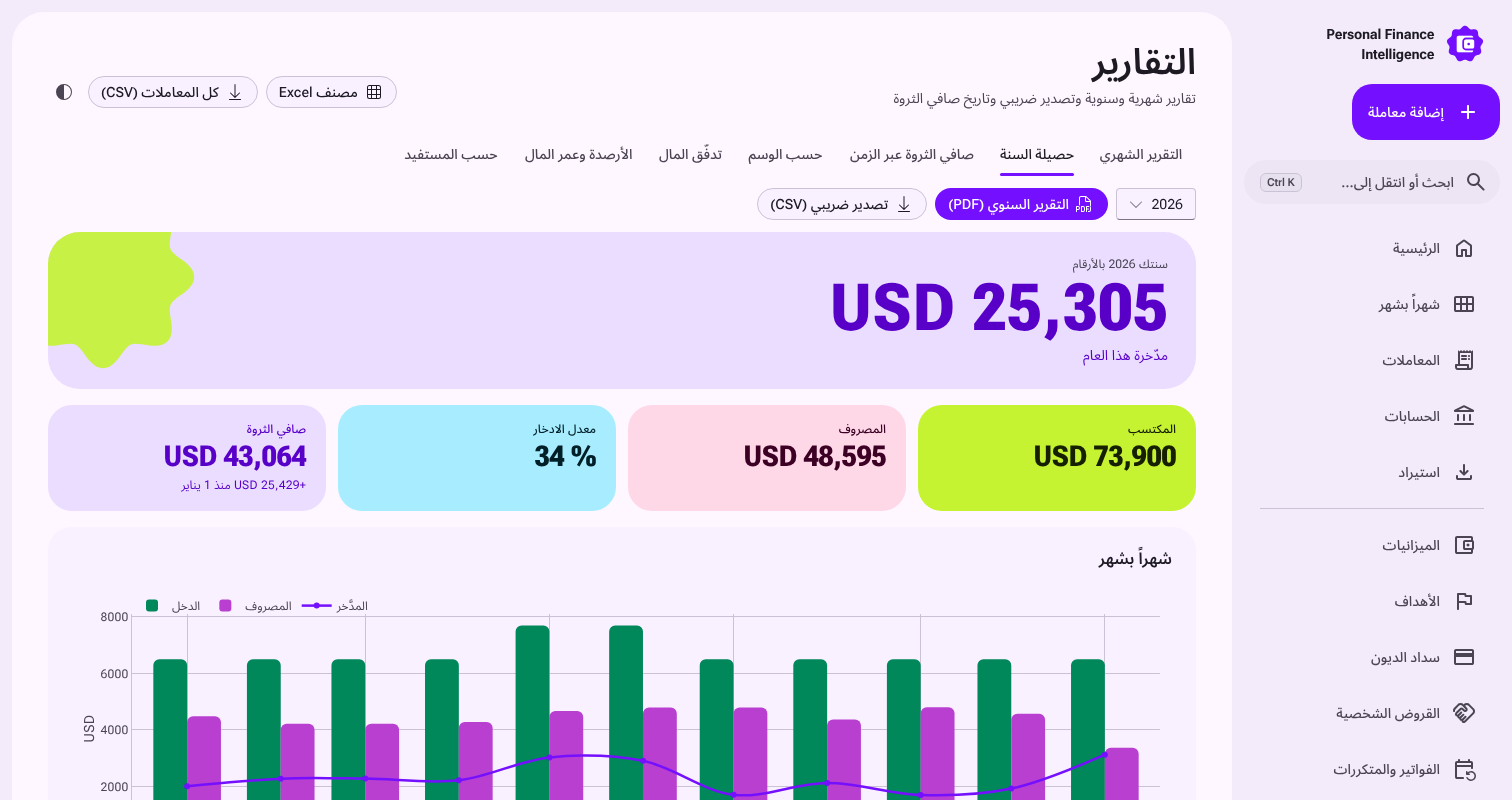 Personal Finance
Intelligence
إضافة معاملة
ابحث أو انتقل إلى...
Ctrl K
الرئيسية
شهراً بشهر
المعاملات
الحسابات
استيراد
الميزانيات
الأهداف
سداد الديون
القروض الشخصية
الفواتير والمتكررات
التقارير
تقارير شهرية وسنوية وتصدير ضريبي وتاريخ صافي الثروة
مصنف Excel
كل المعاملات (CSV)
التقرير الشهري
حصيلة السنة
صافي الثروة عبر الزمن
حسب الوسم
تدفّق المال
الأرصدة وعمر المال
حسب المستفيد
2026
التقرير السنوي (PDF)
تصدير ضريبي (CSV)
سنتك 2026 بالأرقام
USD 25,305
مدّخرة هذا العام
المكتسب
USD 73,900
المصروف
USD 48,595
معدل الادخار
34 %
صافي الثروة
USD 43,064
+25,429 USD منذ 1 يناير
شهراً بشهر
الدخل
المصروف
المدَّخر
8000
6000
4000
2000
USD